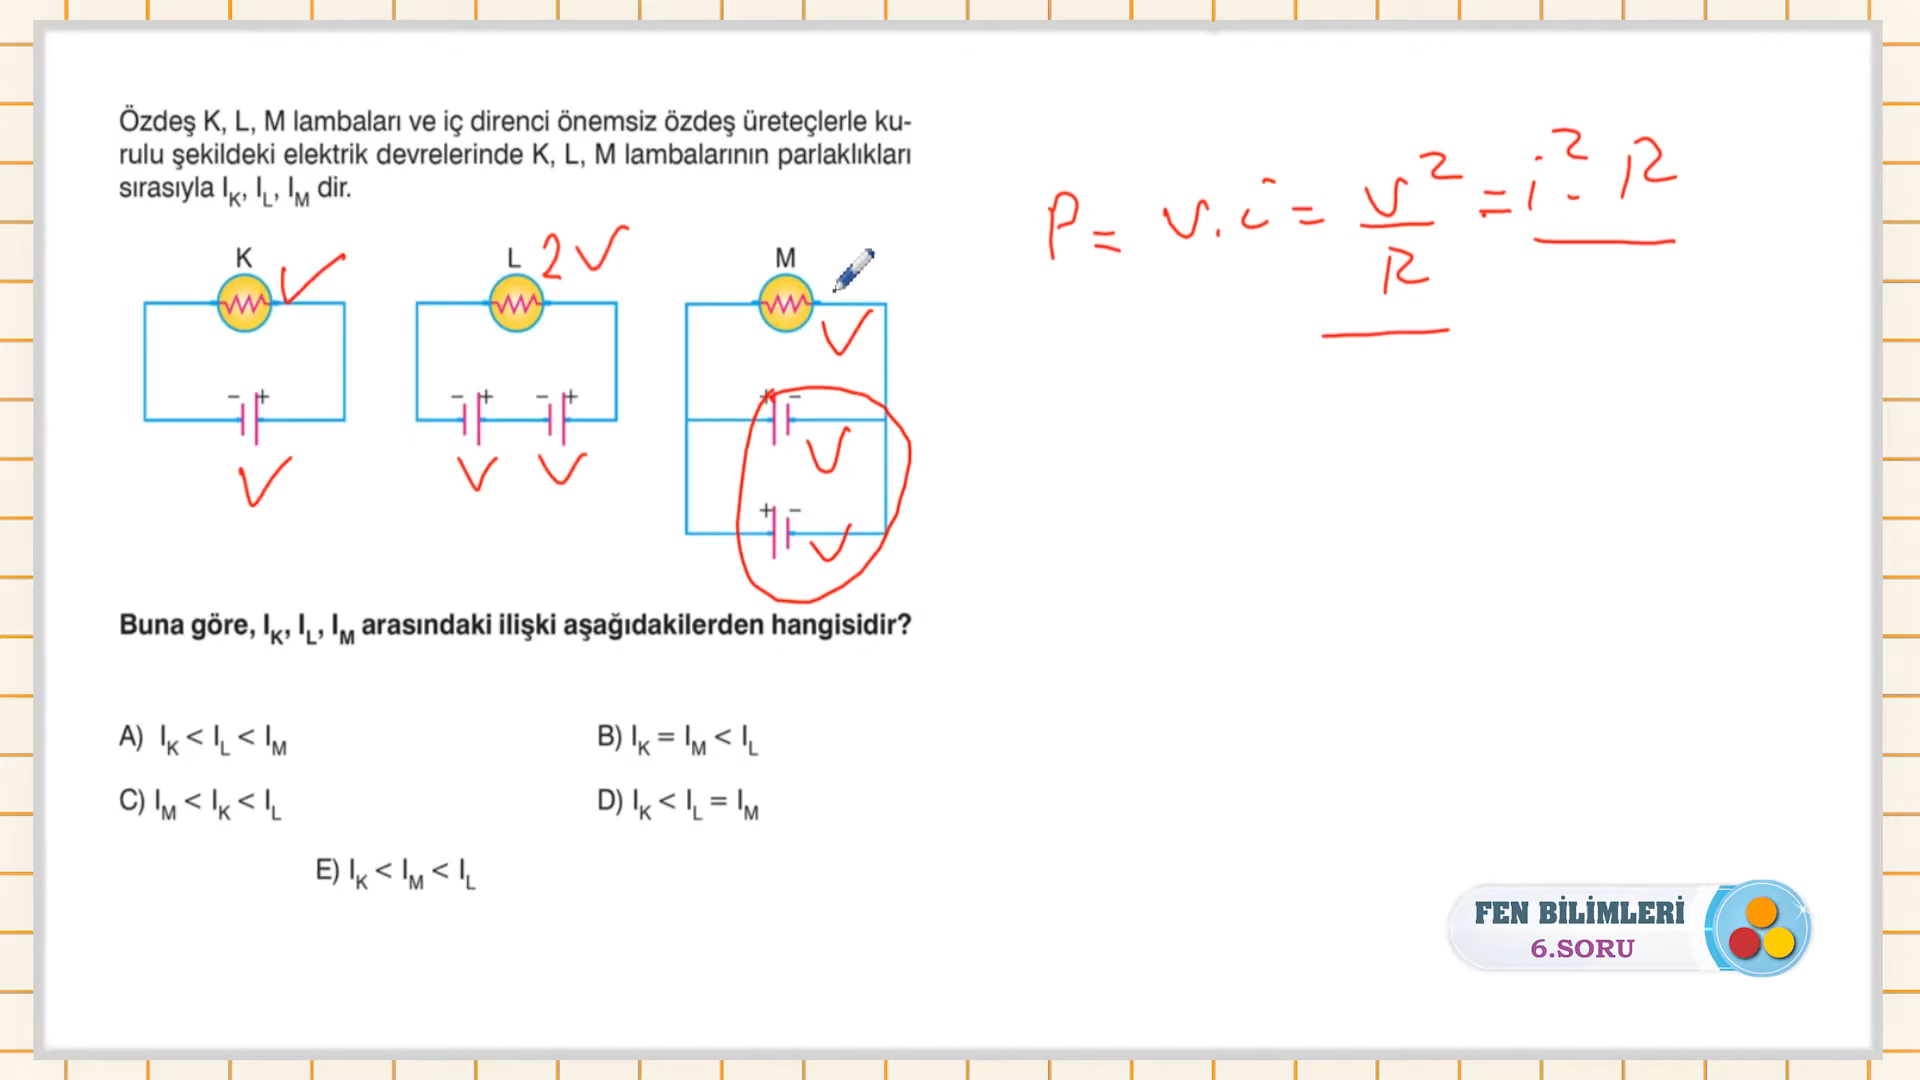 Özdeş K, L, M lambaları ve iç direnci önemsiz özdeş üreteçlerle ku-
rulu şekildeki elektrik devrelerinde K, L, M lambalarının parlaklıkları
sırasıyla I_K, I_L, I_M dir.
P = V.i = V²/R = i².R
K L 2V M
V V
- + - + - + + -
V V V V
+ -
V
Buna göre, I_K, I_L, I_M arasındaki ilişki aşağıdakilerden hangisidir?
A) I_K < I_L < I_M B) I_K = I_M < I_L
C) I_M < I_K < I_L D) I_K < I_L = I_M
E) I_K < I_M < I_L
FEN BİLİMLERİ
6.SORU